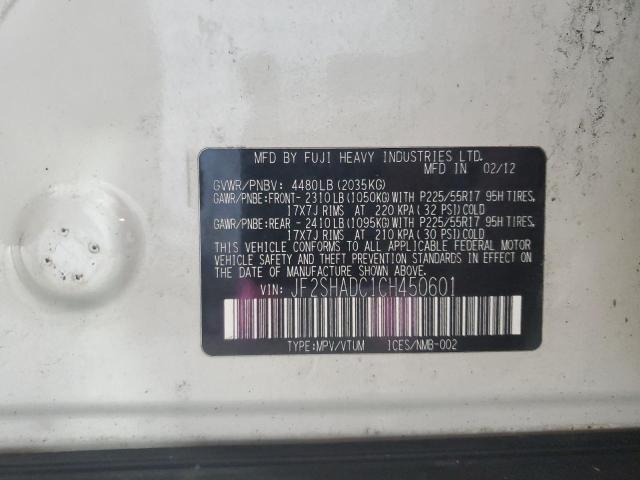 MFD BY FUJI HEAVY INDUSTRIES LTD.
MFD IN 02/12
GVWR/PNBV: 4480LB(2035KG)
GAWR/PNBE:FRONT- 2310LB(1050KG)WITH P225/55R17 95H TIRES,
17X7J RIMS AT 220 KPA(32 PSI)COLD
GAWR/PNBE:REAR - 2410LB(1095KG)WITH P225/55R17 95H TIRES,
17X7J RIMS AT 210 KPA(30 PSI)COLD
THIS VEHICLE CONFORMS TO ALL APPLICABLE FEDERAL MOTOR
VEHICLE SAFETY AND THEFT PREVENTION STANDARDS
IN EFFECT ON THE DATE OF MANUFACTURE SHOWN ABOVE.
VIN: JF2SHADC1CH450601
TYPE:MPV/VTUM ICES/NMB-002